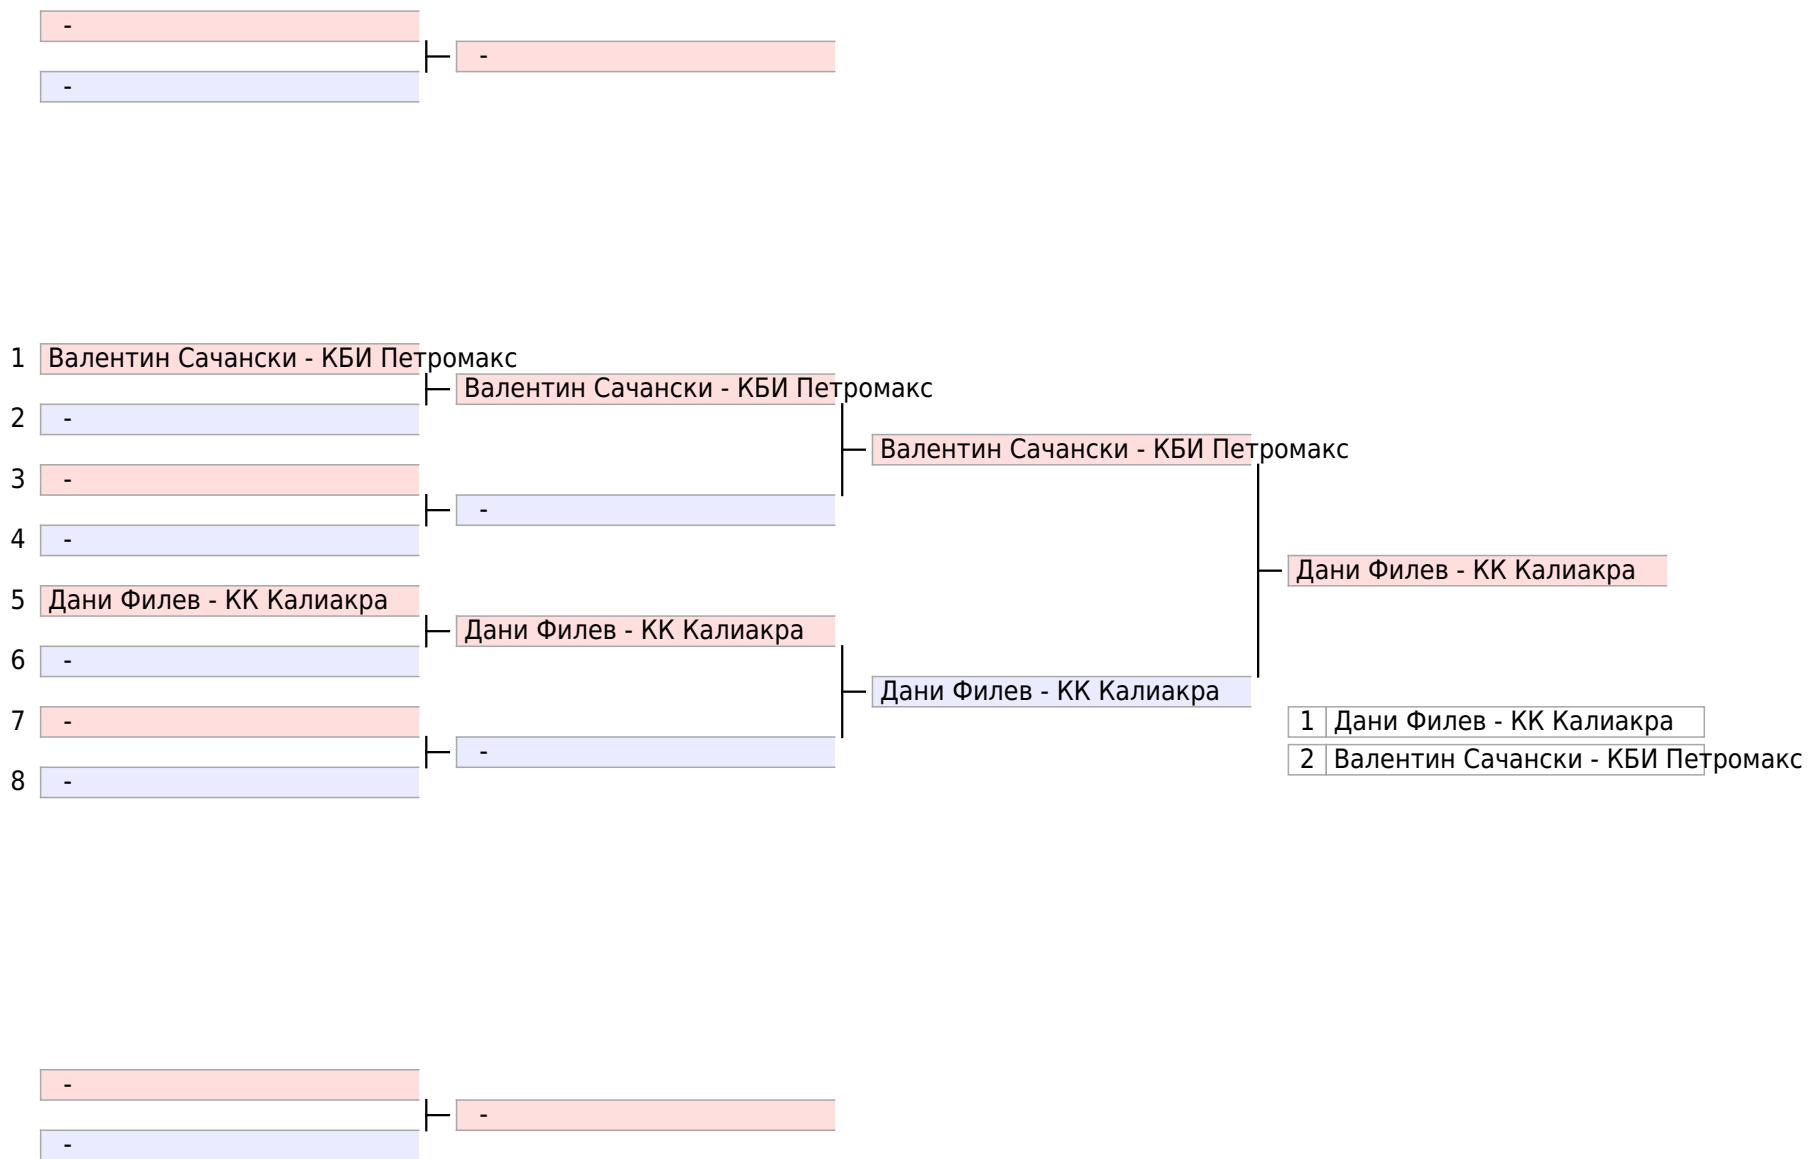 -
-
-
1 Валентин Сачански - КБИ Петромакс
Валентин Сачански - КБИ Петромакс
2 -
Валентин Сачански - КБИ Петромакс
3 -
-
4 -
Дани Филев - КК Калиакра
5 Дани Филев - КК Калиакра
Дани Филев - КК Калиакра
6 -
Дани Филев - КК Калиакра
7 -
1 Дани Филев - КК Калиакра
-
2 Валентин Сачански - КБИ Петромакс
8 -
-
-
-